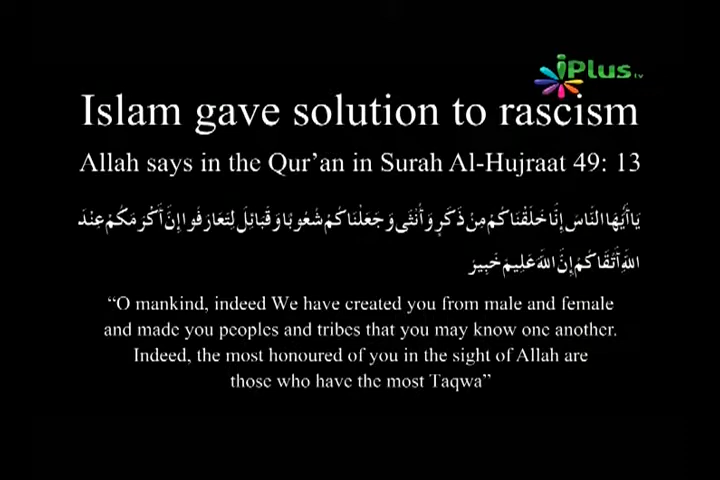 iPlus tv
Islam gave solution to rascism
Allah says in the Qur’an in Surah Al-Hujraat 49: 13
يَا أَيُّهَا النَّاسُ إِنَّا خَلَقْنَاكُمْ مِنْ ذَكَرٍ وَأُنْثَى وَجَعَلْنَاكُمْ شُعُوبًا وَقَبَائِلَ لِتَعَارَفُوا إِنَّ أَكْرَمَكُمْ عِنْدَ
اللَّهِ أَتْقَاكُمْ إِنَّ اللَّهَ عَلِيمٌ خَبِيرٌ
“O mankind, indeed We have created you from male and female
and made you peoples and tribes that you may know one another.
Indeed, the most honoured of you in the sight of Allah are
those who have the most Taqwa”